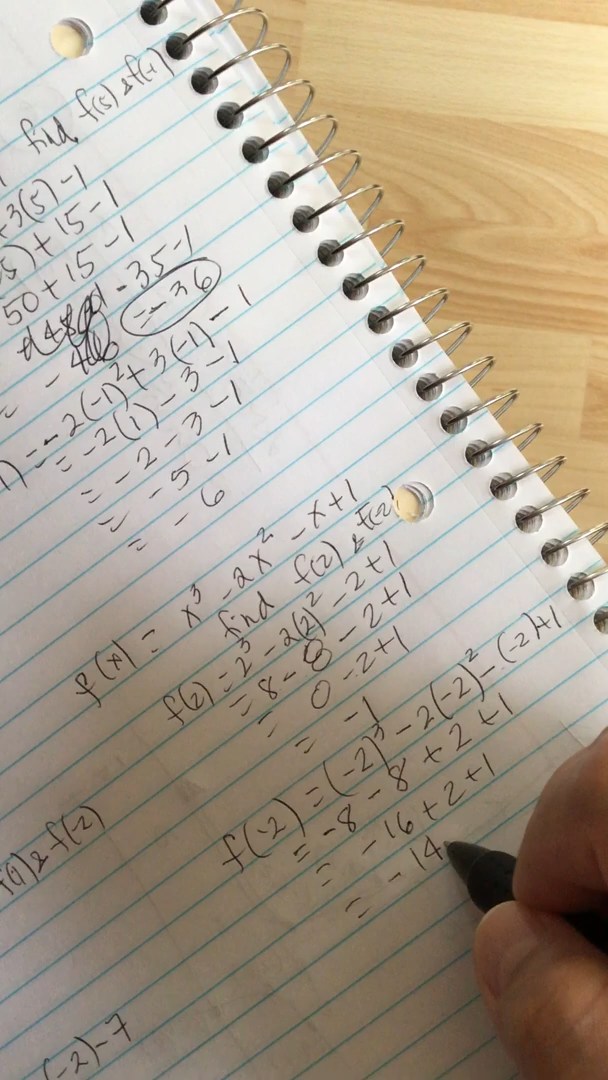 find f(5) & f(-1)
+3(5)-1
5)+15-1
50+15-1
-35-1
=-36
1) = -2(-1)²+3(-1)-1
= -2(1)-3-1
= -2-3-1
= -5-1
= -6
f(x) = x³-2x²-x+1
find f(2) & f(-2)
f(2)=2³-2(2)²-2+1
=8-8-2+1
= 0-2+1
= -1
f(-2)=(-2)³-2(-2)²-(-2)+1
= -8-8+2+1
= -16+2+1
= -14
f(1) & f(-2)
(-2)-7